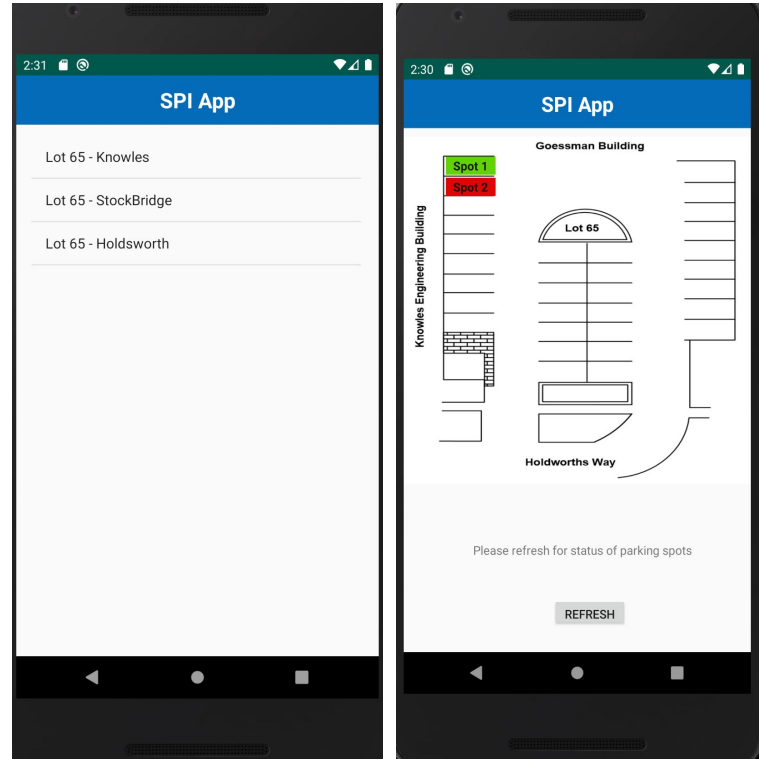 2:31
SPI App
Lot 65 - Knowles
Lot 65 - StockBridge
Lot 65 - Holdsworth
2:30
SPI App
Goessman Building
Spot 1
Spot 2
Knowles Engineering Building
Lot 65
Holdworths Way
Please refresh for status of parking spots
REFRESH